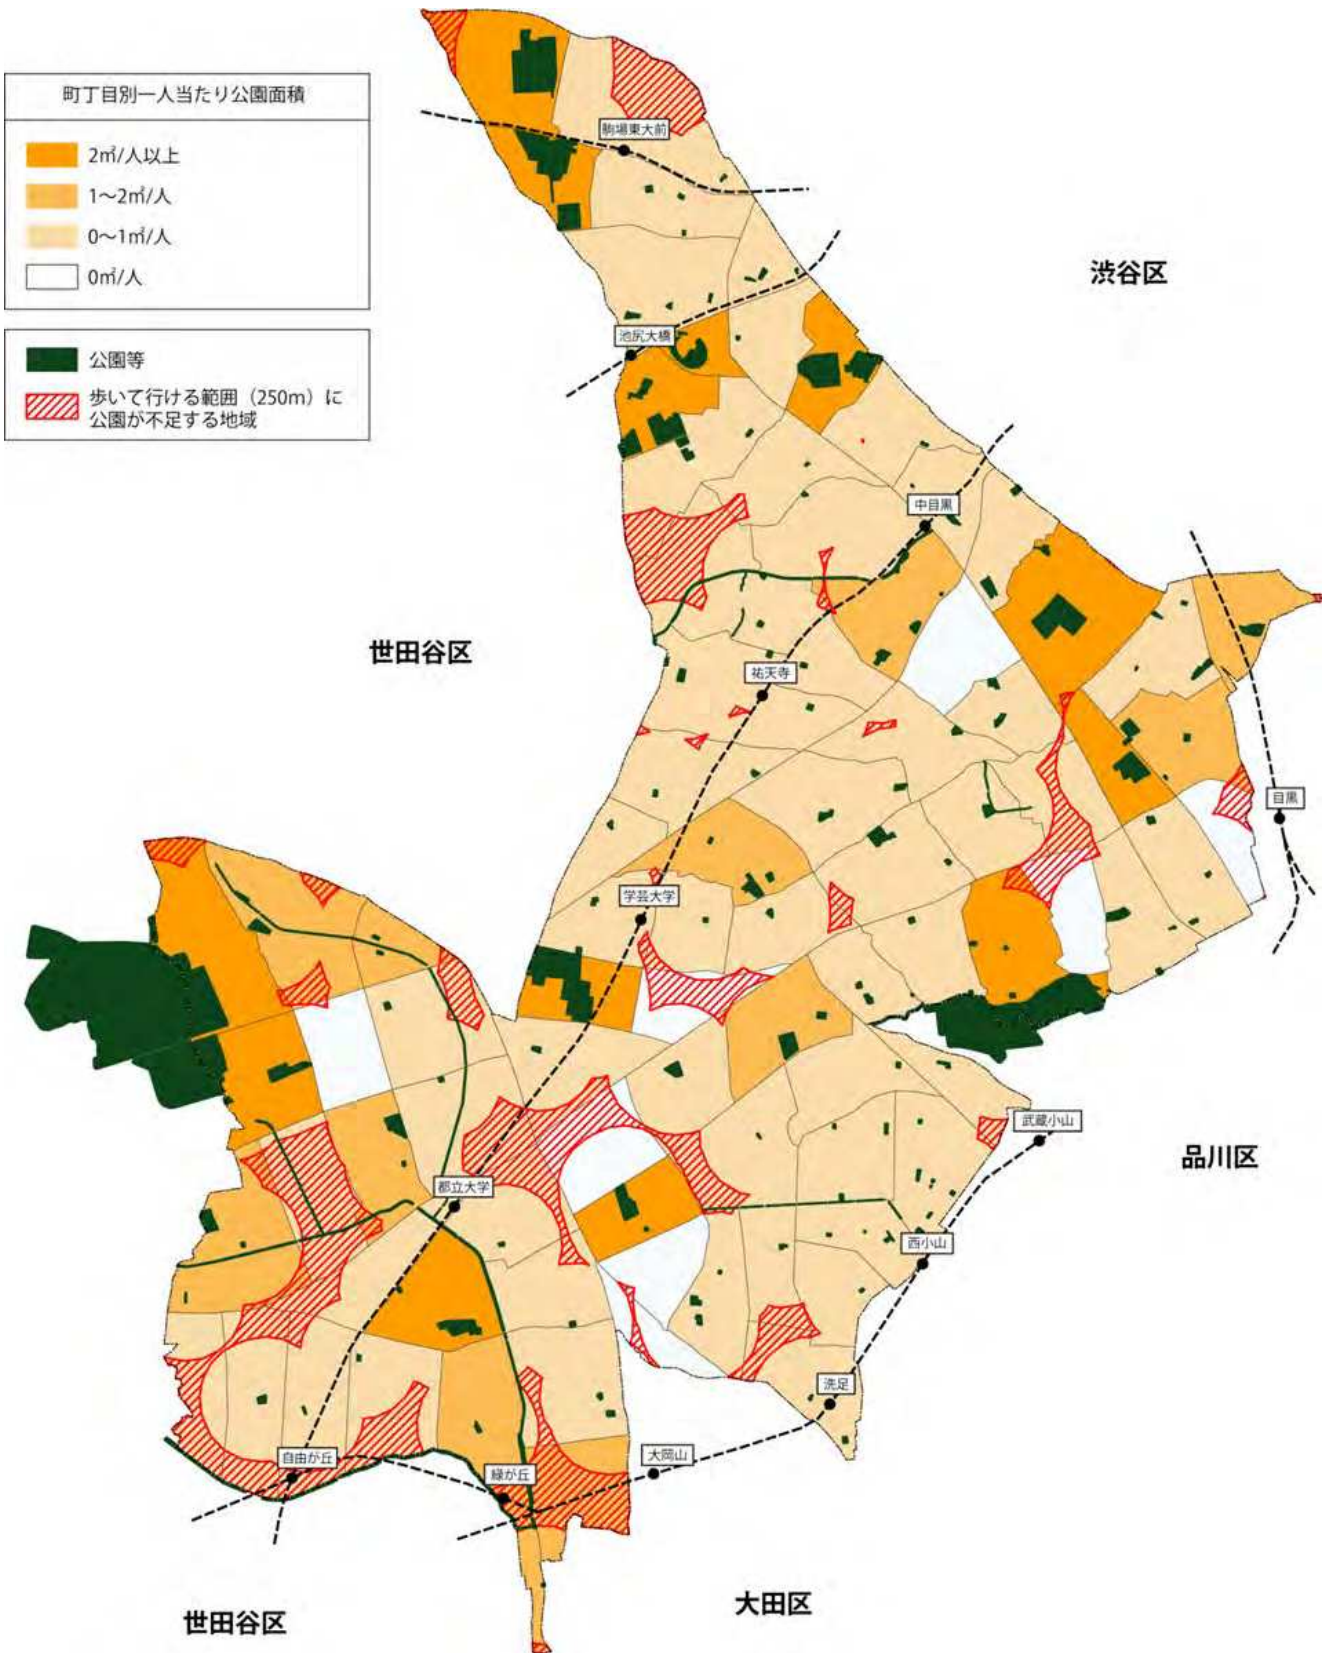 町丁目別一人当たり公園面積
2㎡/人以上
1〜2㎡/人
0〜1㎡/人
0㎡/人
公園等
歩いて行ける範囲（250m）に
公園が不足する地域
駒場東大前
渋谷区
池尻大橋
中目黒
世田谷区
祐天寺
目黒
学芸大学
武蔵小山
品川区
都立大学
西小山
洗足
自由が丘
大岡山
緑が丘
世田谷区
大田区